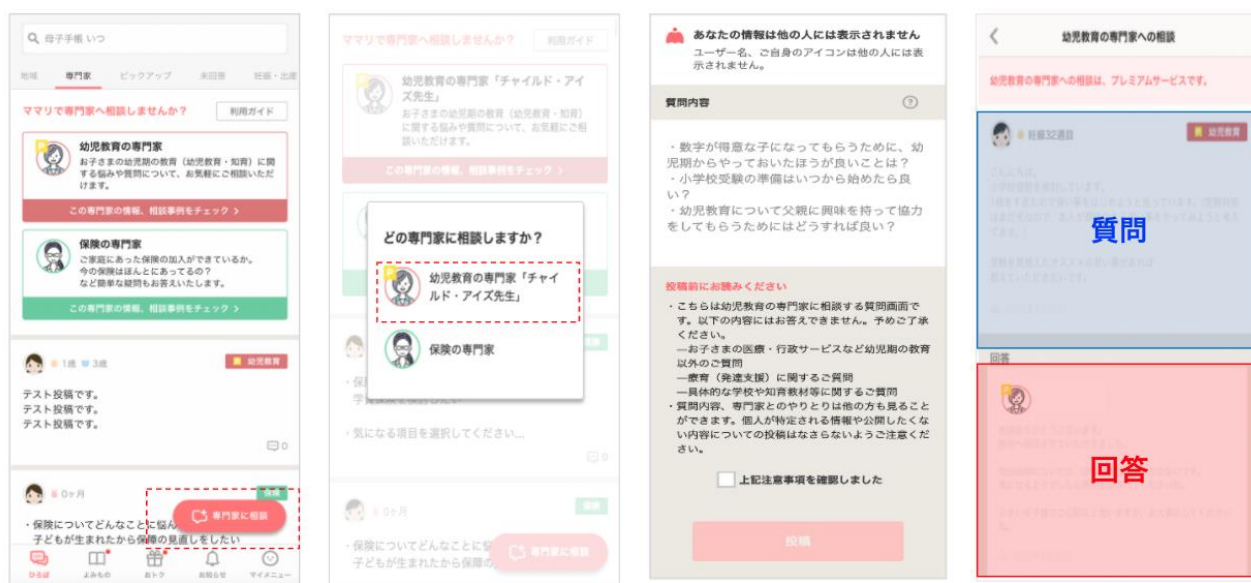 母子手帳 いつ
地域 専門家 ピックアップ 未回答 妊娠・出産
ママリで専門家へ相談しませんか?
利用ガイド
幼児教育の専門家
お子さまの幼児期の教育(幼児教育・知育)に関
する悩みや質問について、お気軽にご相談いただ
けます。
この専門家の情報、相談事例をチェック >
保険の専門家
ご家庭にあった保険の加入ができているか。
今の保険はほんとにあってるの?
など簡単な疑問もお答えいたします。
この専門家の情報、相談事例をチェック >
1歳 3歳
幼児教育
テスト投稿です。
テスト投稿です。
テスト投稿です。
0
0ヶ月
保険
・保険についてどんなことに悩ん
子どもが生まれたから保障の見直しをしたい
専門家に相談
ひろば よみもの おトク お知らせ マイメニュー
ママリで専門家へ相談しませんか?
利用ガイド
幼児教育の専門家「チャイルド・アイ
ズ先生」
お子さまの幼児期の教育(幼児教育・知育)
に関する悩みや質問について、お気軽にご相
談いただけます。
この専門家の情報、相談事例をチェック >
どの専門家に相談しますか?
幼児教育の専門家「チャイ
ルド・アイズ先生」
保険の専門家
・気になる項目を選択してください...
0
0ヶ月
・保険についてどんなことに悩
子どもが生まれたから保障の
専門家に相談
あなたの情報は他の人には表示されません
ユーザー名、ご自身のアイコンは他の人には表
示されません。
質問内容
?
・数字が得意な子になってもらうために、幼
児期からやっておいたほうが良いことは?
・小学校受験の準備はいつから始めたら良
い?
・幼児教育について父親に興味を持って協力
をしてもらうためにはどうすれば良い?
投稿前にお読みください
・こちらは幼児教育の専門家に相談する質問画面で
す。以下の内容にはお答えできません。予めご了承
ください。
—お子さまの医療・行政サービスなど幼児期の教育
以外のご質問
—療育(発達支援)に関するご質問
—具体的な学校や知育教材等に関するご質問
・質問内容、専門家とのやりとりは他の方も見ること
ができます。個人が特定される情報や公開したくな
い内容についての投稿はなさらないようご注意くだ
さい。
上記注意事項を確認しました
投稿
幼児教育の専門家への相談
幼児教育の専門家への相談は、プレミアムサービスです。
妊娠32週目
幼児教育
質問
回答
回答